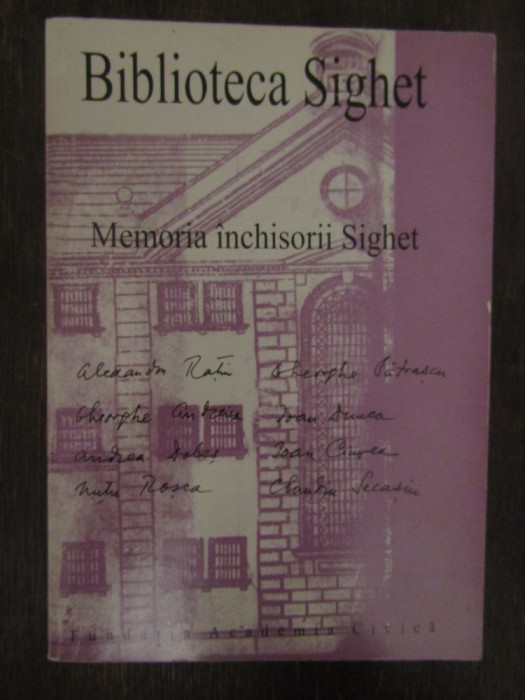 Biblioteca Sighet
Memoria închisorii Sighet
Alexandru Rațiu Gheorghe Pătrașcu
Gheorghe Andreica Ioan Dunca
Andrea Dobeș Ioan Ciupea
Nuțu Roșca Claudiu Secașiu
Fundația Academia Civică